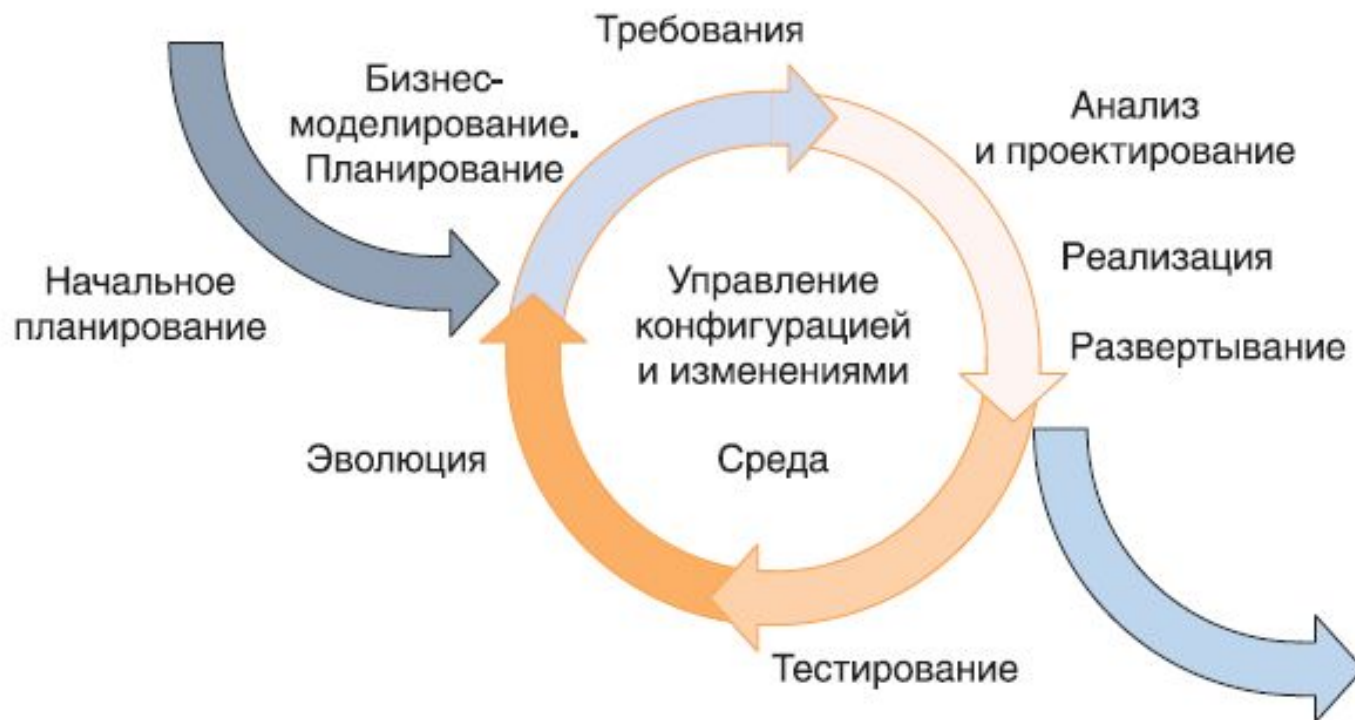 Требования
Бизнес-
моделирование.
Планирование
Анализ
и проектирование
Начальное
планирование
Управление
конфигурацией
и изменениями
Реализация
Развертывание
Эволюция
Среда
Тестирование